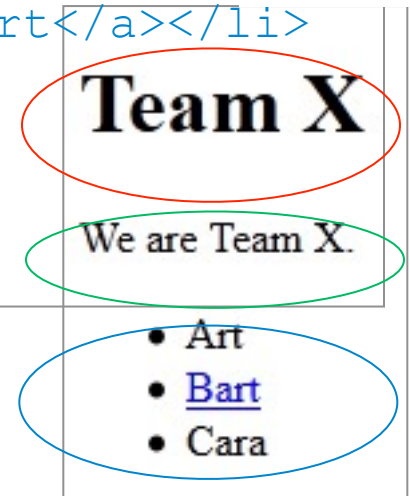 rt</a></li>
Team X
We are Team X.
• Art
• Bart
• Cara